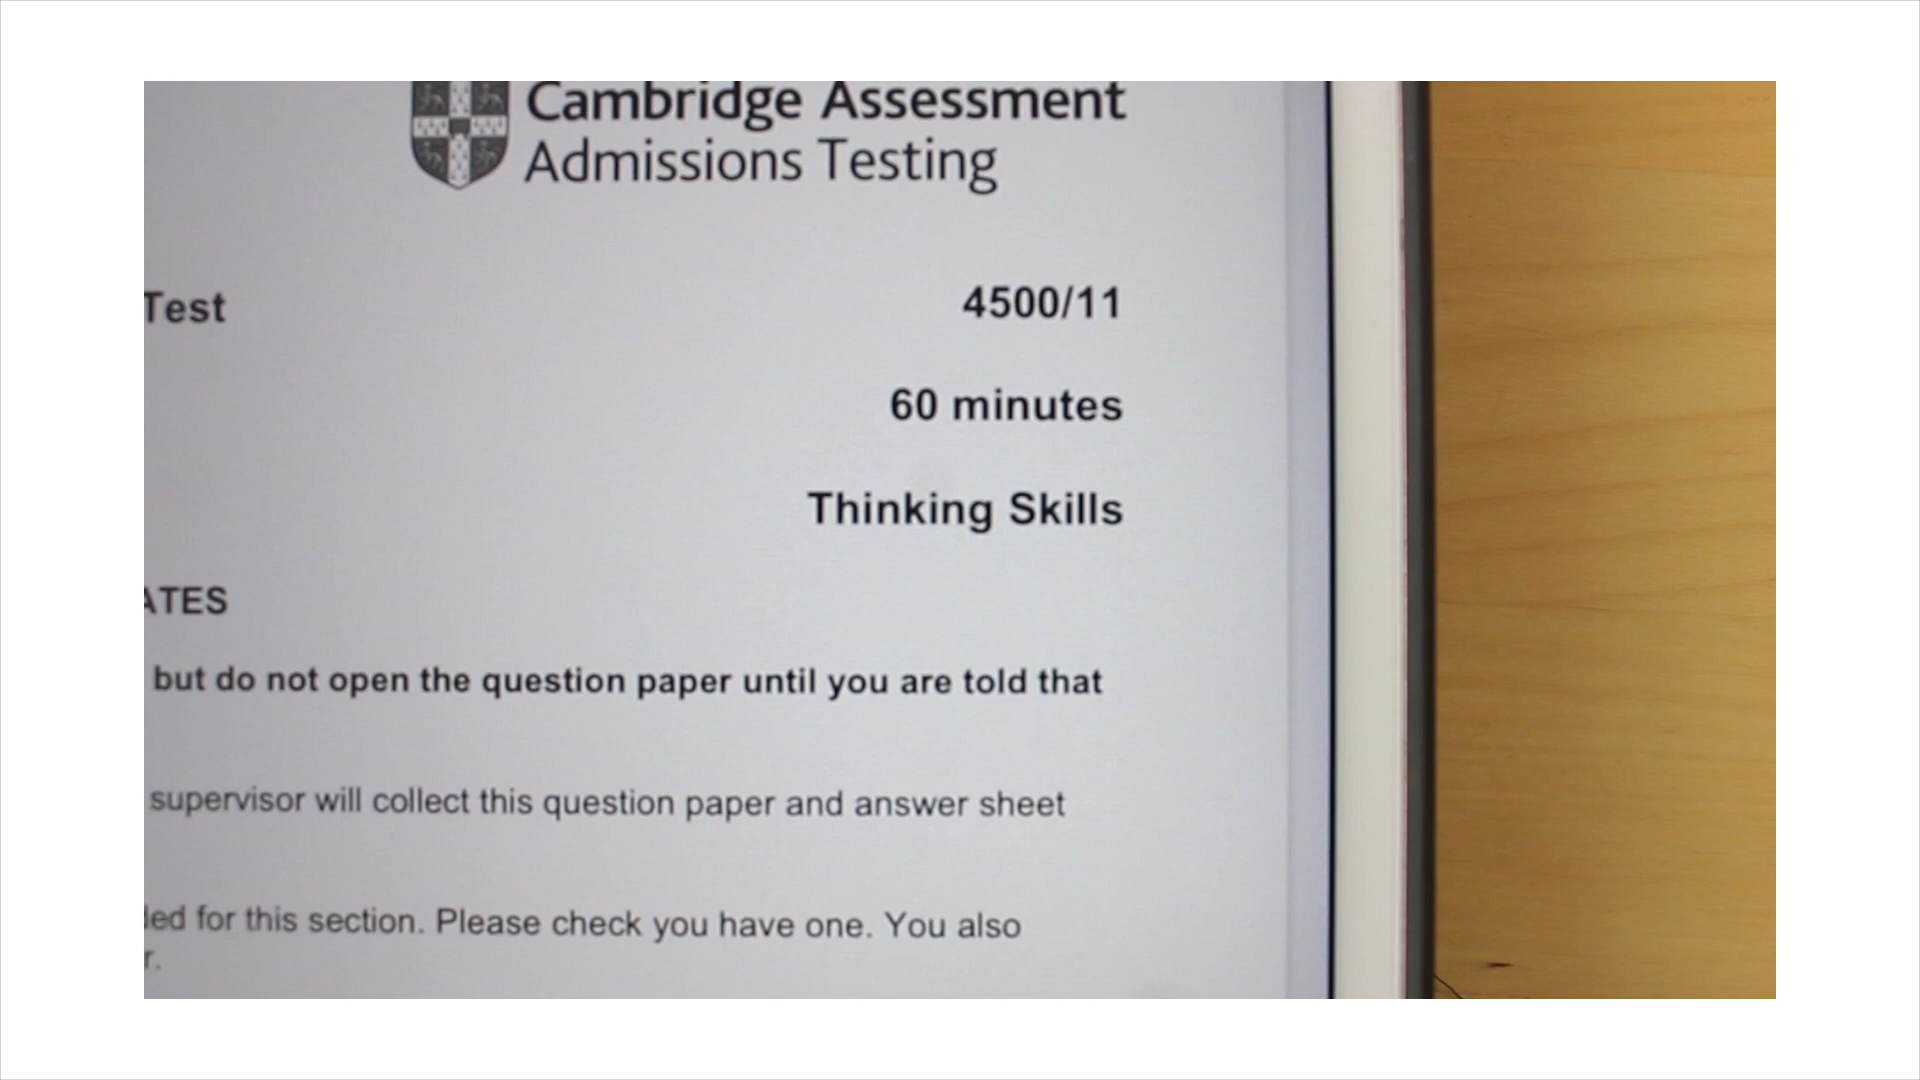 Cambridge Assessment
Admissions Testing
Test 4500/11
60 minutes
Thinking Skills
ATES
but do not open the question paper until you are told that
supervisor will collect this question paper and answer sheet
for this section. Please check you have one. You also